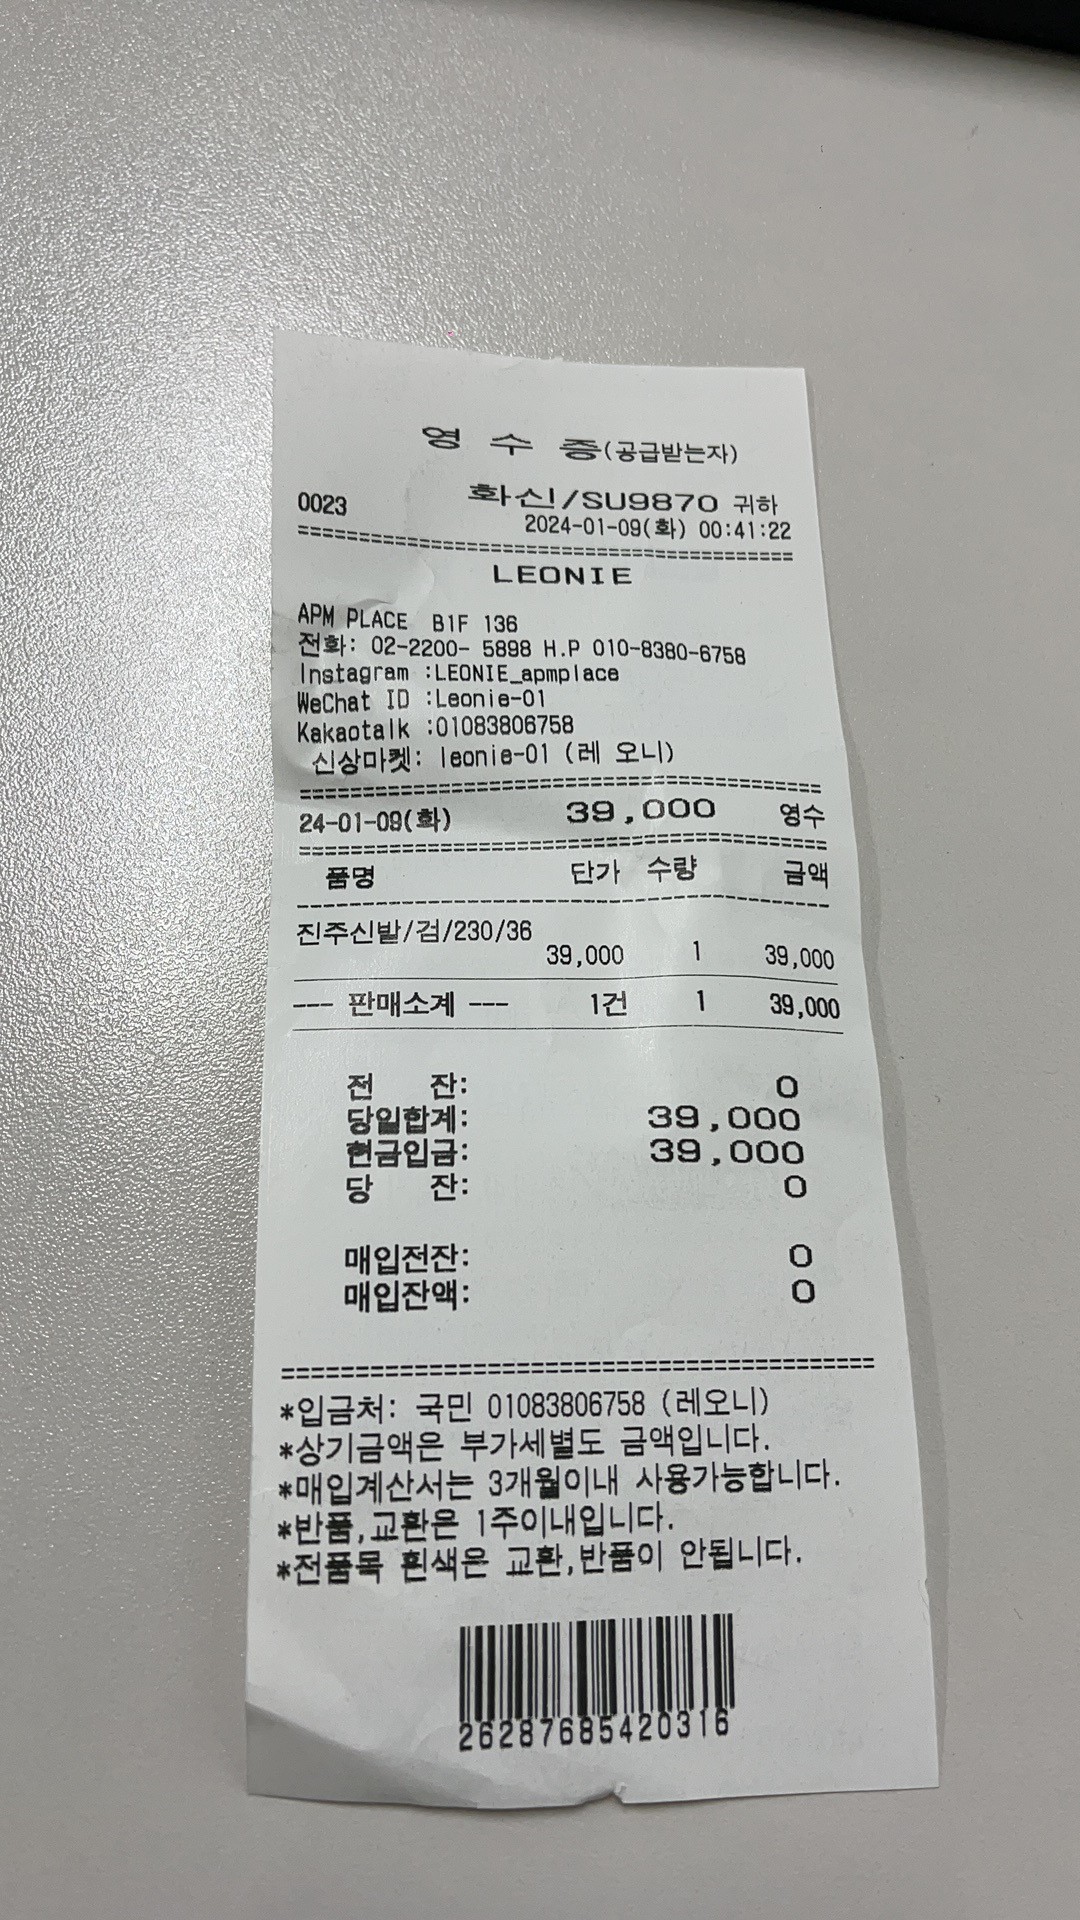 영 수 증(공급받는자)
0023 화신/SU9870 귀하
2024-01-09(화) 00:41:22
========================================
LEONIE
APM PLACE B1F 136
전화: 02-2200- 5898 H.P 010-8380-6758
Instagram :LEONIE_apmplace
WeChat ID :Leonie-01
Kakaotalk :01083806758
신상마켓: leonie-01 (레 오니)
========================================
24-01-09(화) 39,000 영수
========================================
품명 단가 수량 금액
----------------------------------------
진주신발/검/230/36
39,000 1 39,000
--- 판매소계 --- 1건 1 39,000
전 잔: 0
당일합계: 39,000
현금입금: 39,000
당 잔: 0
매입전잔: 0
매입잔액: 0
========================================
*입금처: 국민 01083806758 (레오니)
*상기금액은 부가세별도 금액입니다.
*매입계산서는 3개월이내 사용가능합니다.
*반품,교환은 1주이내입니다.
*전품목 흰색은 교환,반품이 안됩니다.
26287685420316